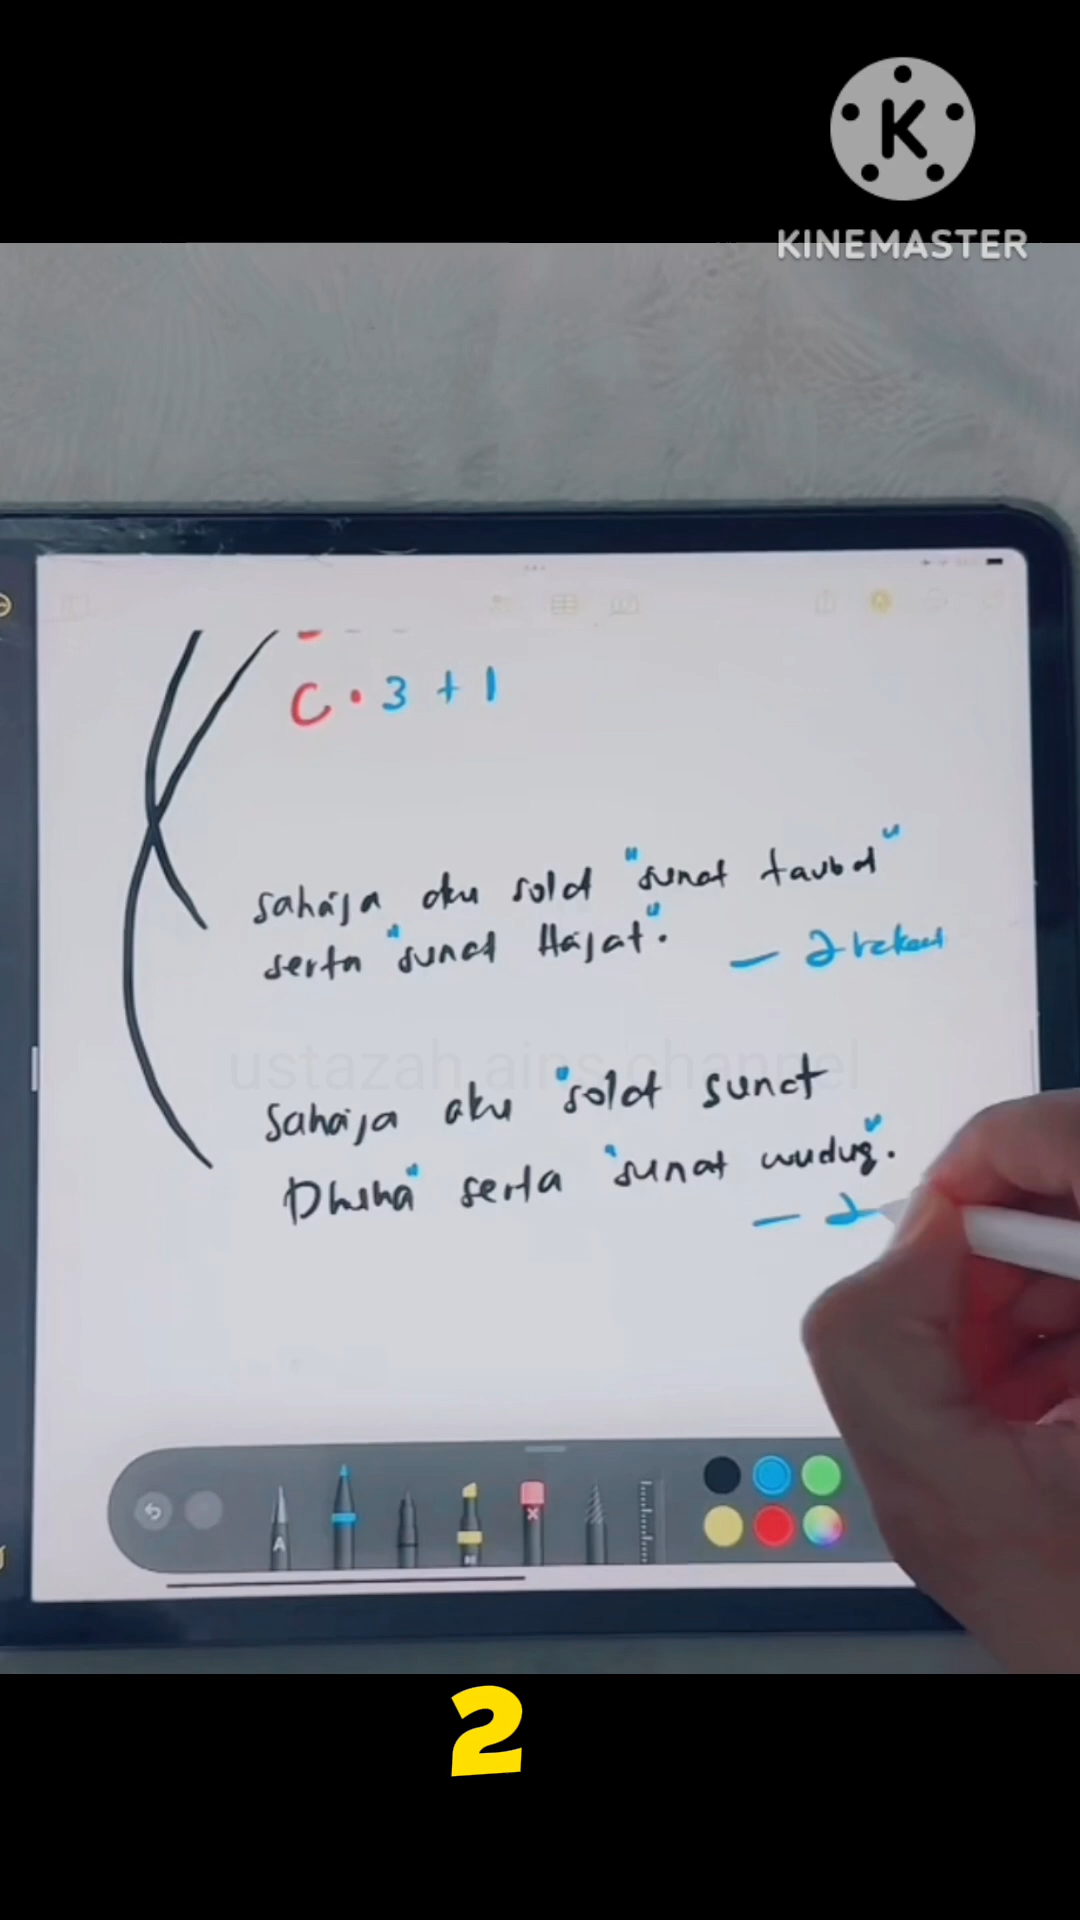 K
KINEMASTER
C • 3 + 1
sahaja aku solat "sunat taubat"
serta "sunat Hajat". – 2 rakaat
ustazah.ains channel
Sahaja aku "solat sunat
Dhuha" serta "sunat wuduq".
– 2
2